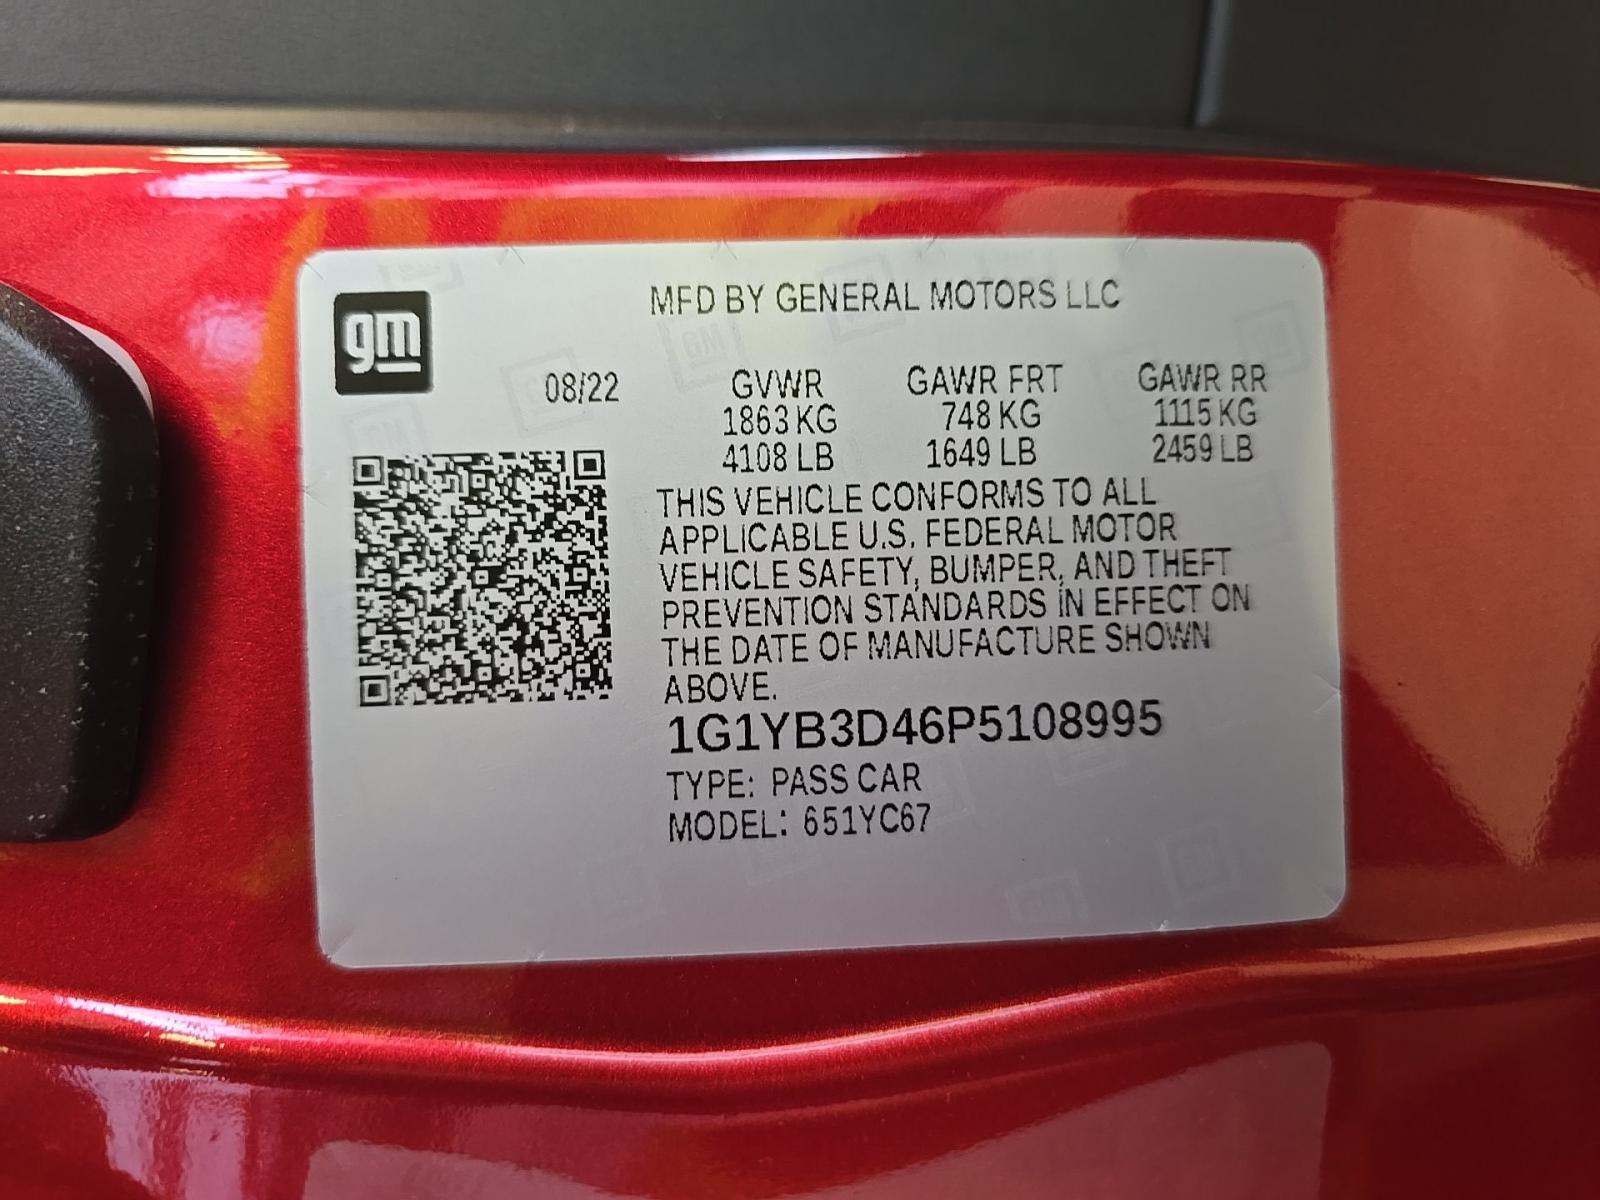 gm
MFD BY GENERAL MOTORS LLC
08/22 GVWR GAWR FRT GAWR RR
1863 KG 748 KG 1115 KG
4108 LB 1649 LB 2459 LB
THIS VEHICLE CONFORMS TO ALL
APPLICABLE U.S. FEDERAL MOTOR
VEHICLE SAFETY, BUMPER, AND THEFT
PREVENTION STANDARDS IN EFFECT ON
THE DATE OF MANUFACTURE SHOWN
ABOVE.
1G1YB3D46P5108995
TYPE: PASS CAR
MODEL: 651YC67